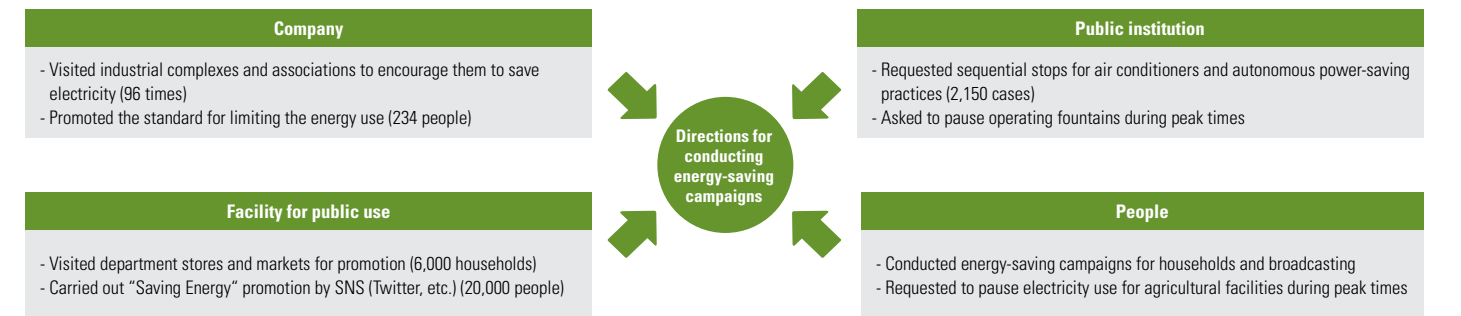 Company
- Visited industrial complexes and associations to encourage them to save
electricity (96 times)
- Promoted the standard for limiting the energy use (234 people)
Public institution
- Requested sequential stops for air conditioners and autonomous power-saving
practices (2,150 cases)
- Asked to pause operating fountains during peak times
Directions for
conducting
energy-saving
campaigns
Facility for public use
- Visited department stores and markets for promotion (6,000 households)
- Carried out “Saving Energy“ promotion by SNS (Twitter, etc.) (20,000 people)
People
- Conducted energy-saving campaigns for households and broadcasting
- Requested to pause electricity use for agricultural facilities during peak times